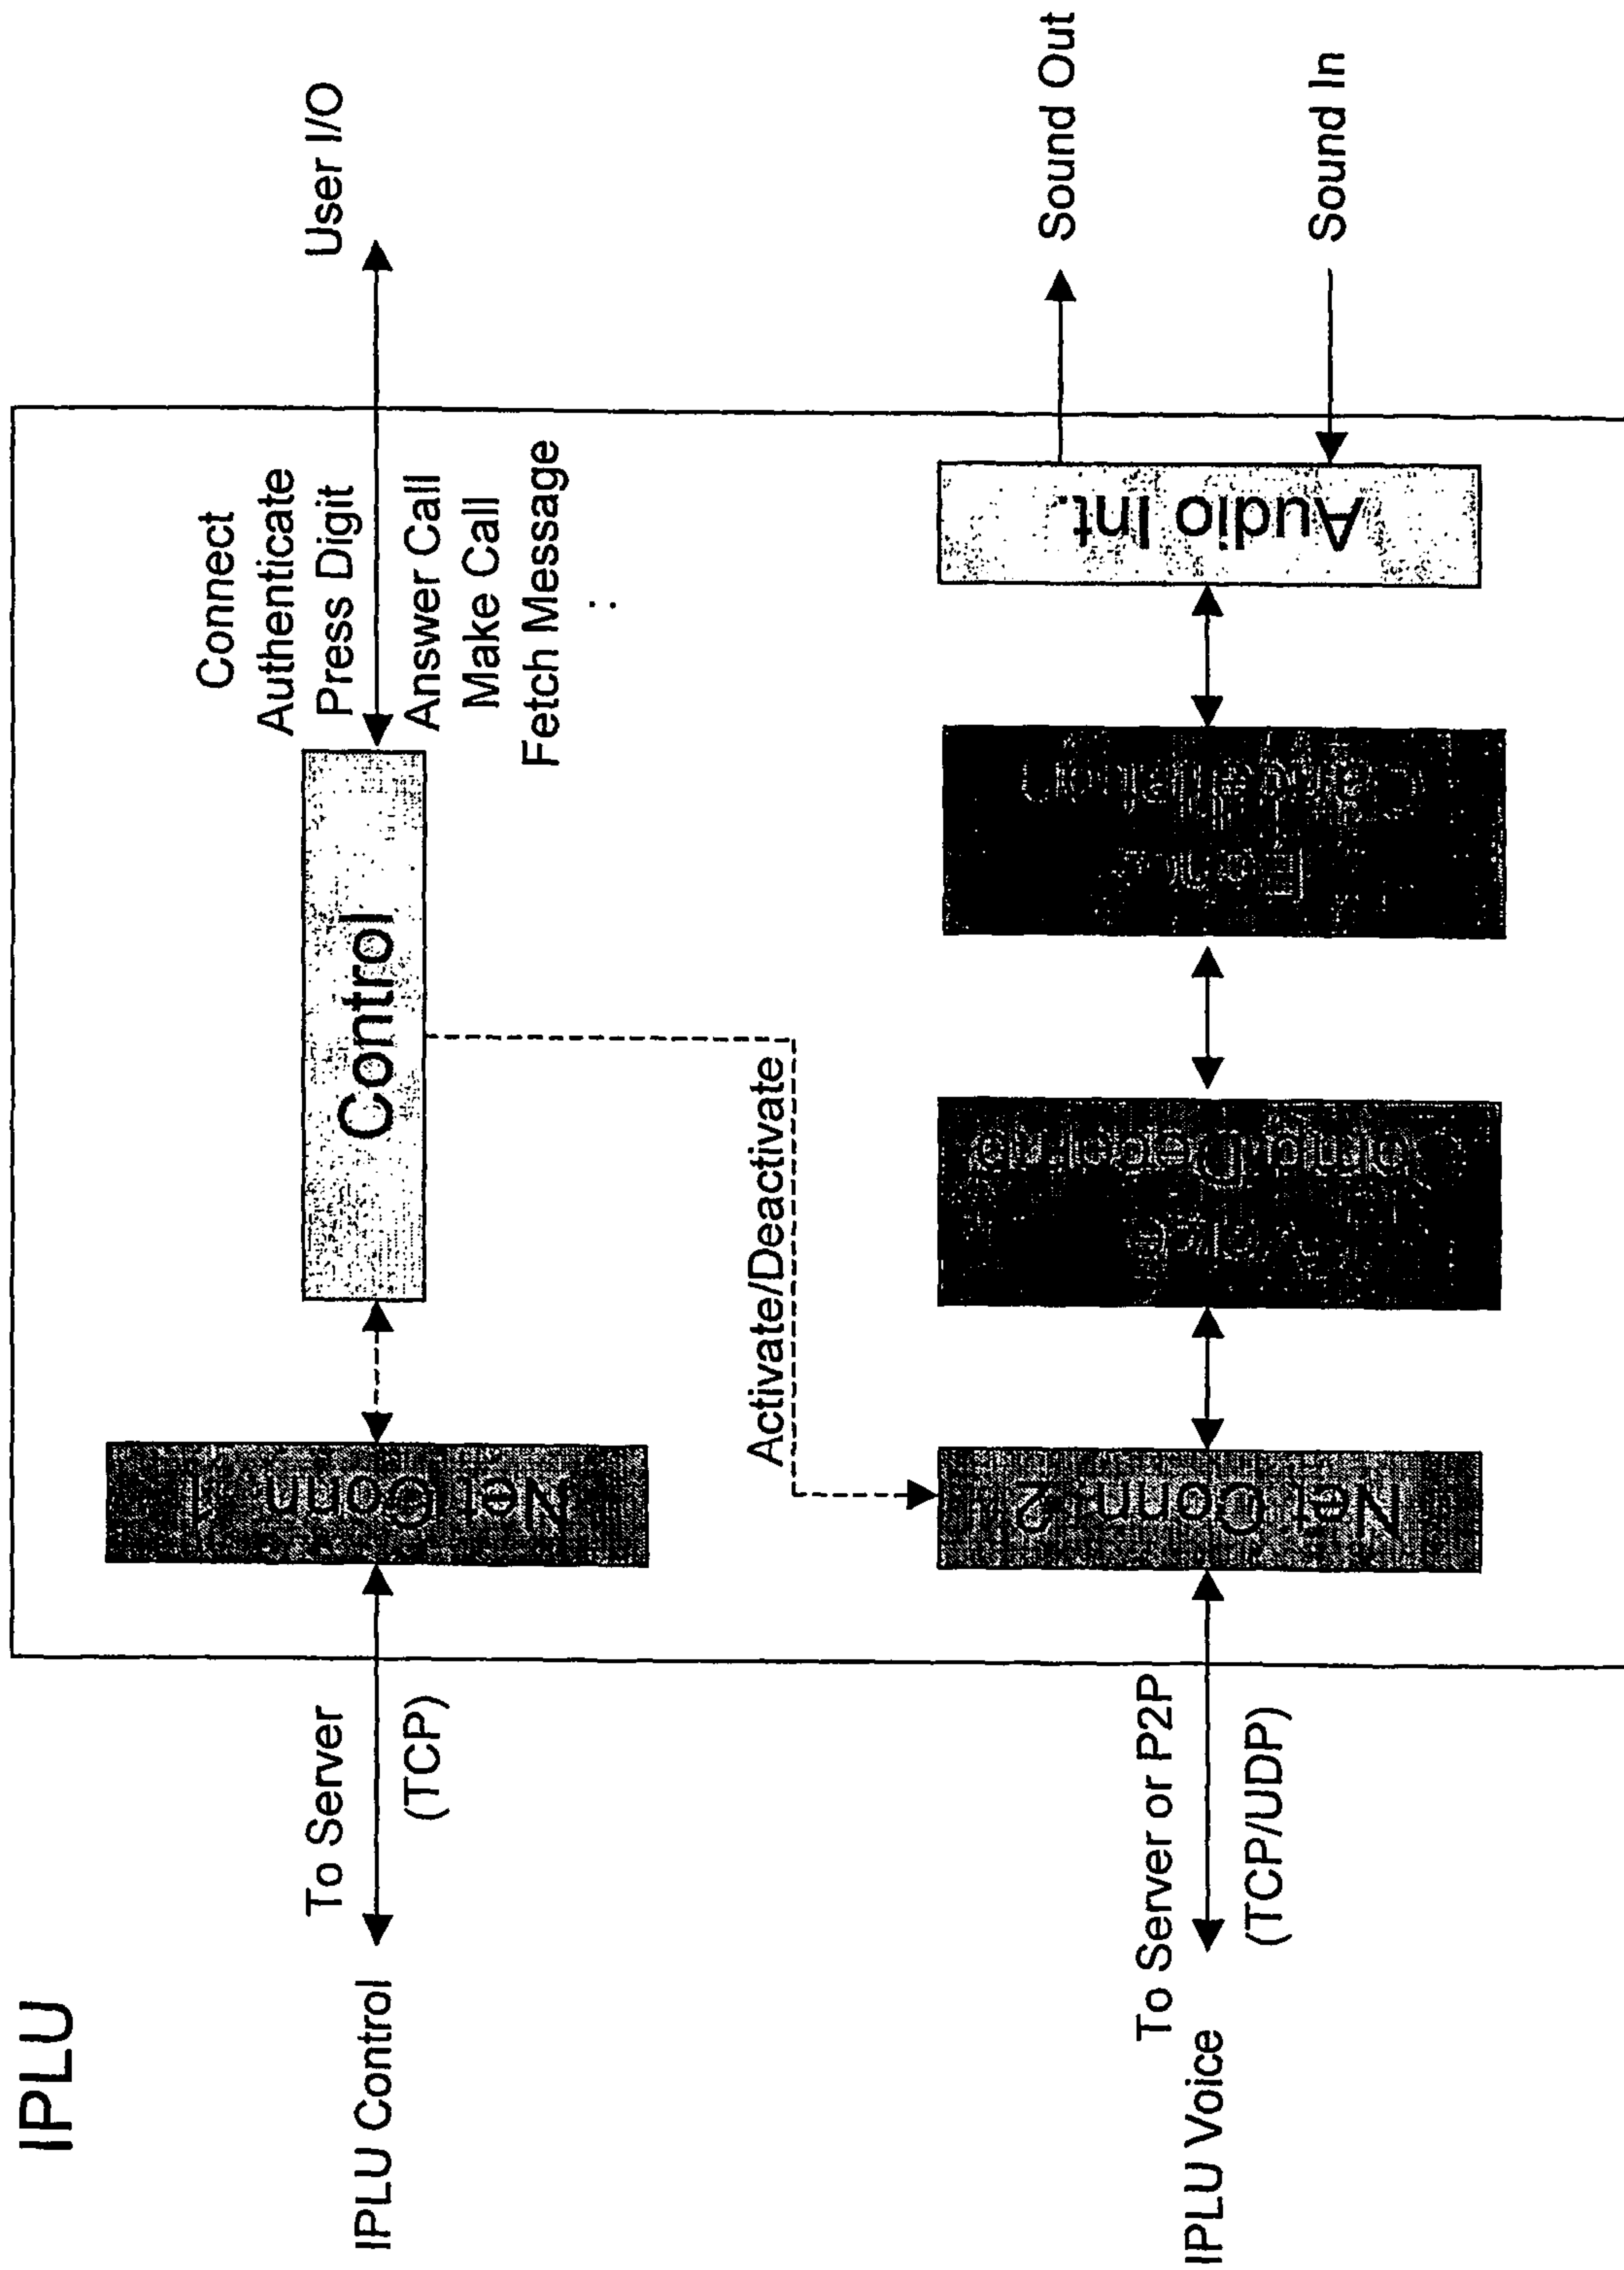 IPLU
IPLU Control
To Server
(TCP)
Net Conn 1
Control
Connect
Authenticate
Press Digit
Answer Call
Make Call
Fetch Message
:
User I/O
Activate/Deactivate
IPLU Voice
To Server or P2P
(TCP/UDP)
Net Conn 2
Echo
Cancellation
Audio Int.
Sound Out
Sound In